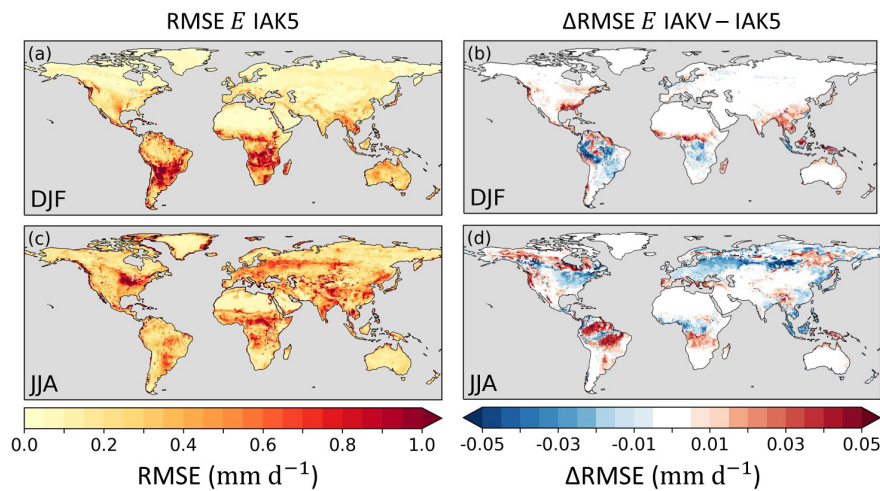 RMSE E IAK5
ΔRMSE E IAKV – IAK5
(a)
DJF
(b)
DJF
(c)
JJA
(d)
JJA
0.0 0.2 0.4 0.6 0.8 1.0
RMSE (mm d⁻¹)
-0.05 -0.03 -0.01 0.01 0.03 0.05
ΔRMSE (mm d⁻¹)